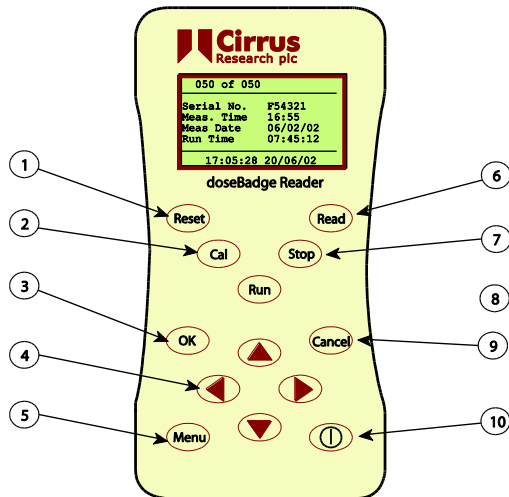 Cirrus
Research plc
050 of 050
Serial No. F54321
Meas. Time 16:55
Meas Date 06/02/02
Run Time 07:45:12
17:05:28 20/06/02
doseBadge Reader
1
6
Reset
Read
2
7
Cal
Stop
3
Run
8
OK
Cancel
9
4
5
Menu
10